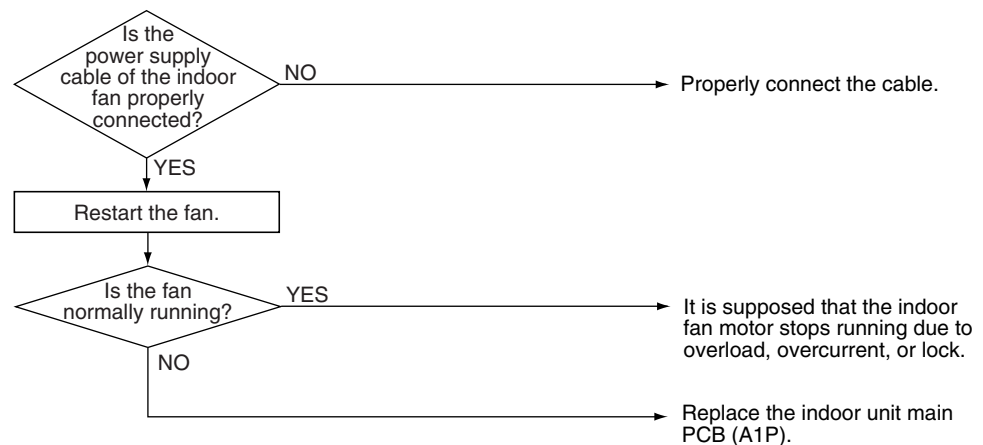 Is the
power supply
cable of the indoor
fan properly
connected?
NO
Properly connect the cable.
YES
Restart the fan.
Is the fan
normally running?
YES
It is supposed that the indoor
fan motor stops running due to
overload, overcurrent, or lock.
NO
Replace the indoor unit main
PCB (A1P).